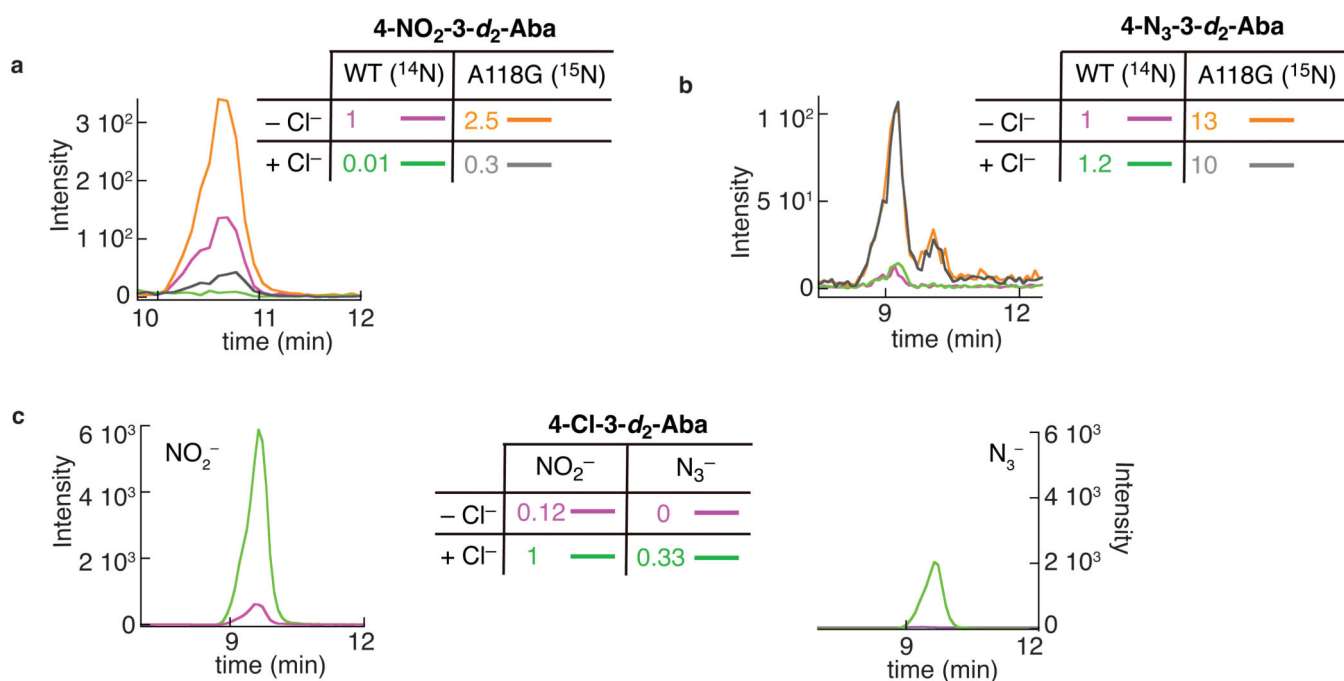 a
4-NO₂-3-d₂-Aba
WT (¹⁴N) A118G (¹⁵N)
– Cl⁻ 1 2.5
+ Cl⁻ 0.01 0.3
Intensity
3 10²
2 10²
1 10²
0
10 11 12
time (min)
b
4-N₃-3-d₂-Aba
WT (¹⁴N) A118G (¹⁵N)
– Cl⁻ 1 13
+ Cl⁻ 1.2 10
Intensity
1 10²
5 10¹
0
9 12
time (min)
c
NO₂⁻
Intensity
6 10³
4 10³
2 10³
0
9 12
time (min)
4-Cl-3-d₂-Aba
NO₂⁻ N₃⁻
– Cl⁻ 0.12 0
+ Cl⁻ 1 0.33
N₃⁻
Intensity
6 10³
4 10³
2 10³
0
9 12
time (min)